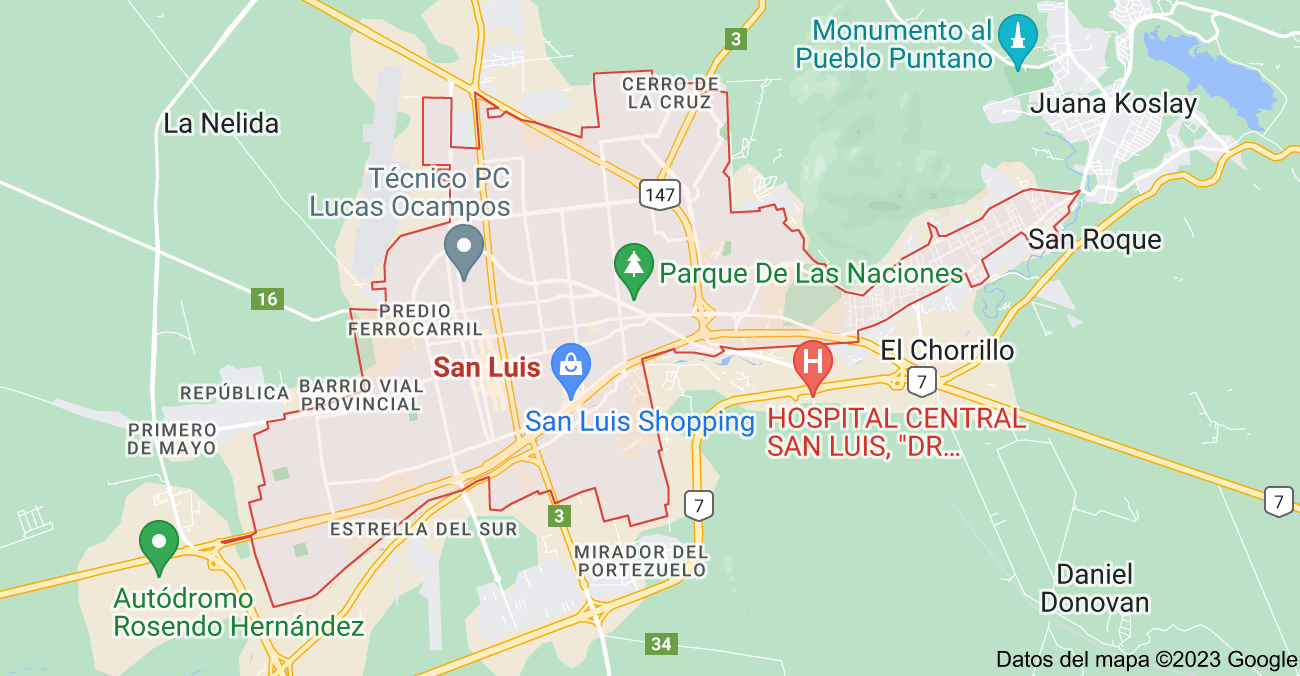 Monumento al
Pueblo Puntano
3
CERRO DE
LA CRUZ
Juana Koslay
La Nelida
Técnico PC
Lucas Ocampos
147
San Roque
Parque De Las Naciones
16
PREDIO
FERROCARRIL
El Chorrillo
San Luis
7
REPÚBLICA
BARRIO VIAL
PROVINCIAL
San Luis Shopping
HOSPITAL CENTRAL
SAN LUIS, "DR...
PRIMERO
DE MAYO
7
7
3
ESTRELLA DEL SUR
MIRADOR DEL
PORTEZUELO
Daniel
Donovan
Autódromo
Rosendo Hernández
34
Datos del mapa ©2023 Google